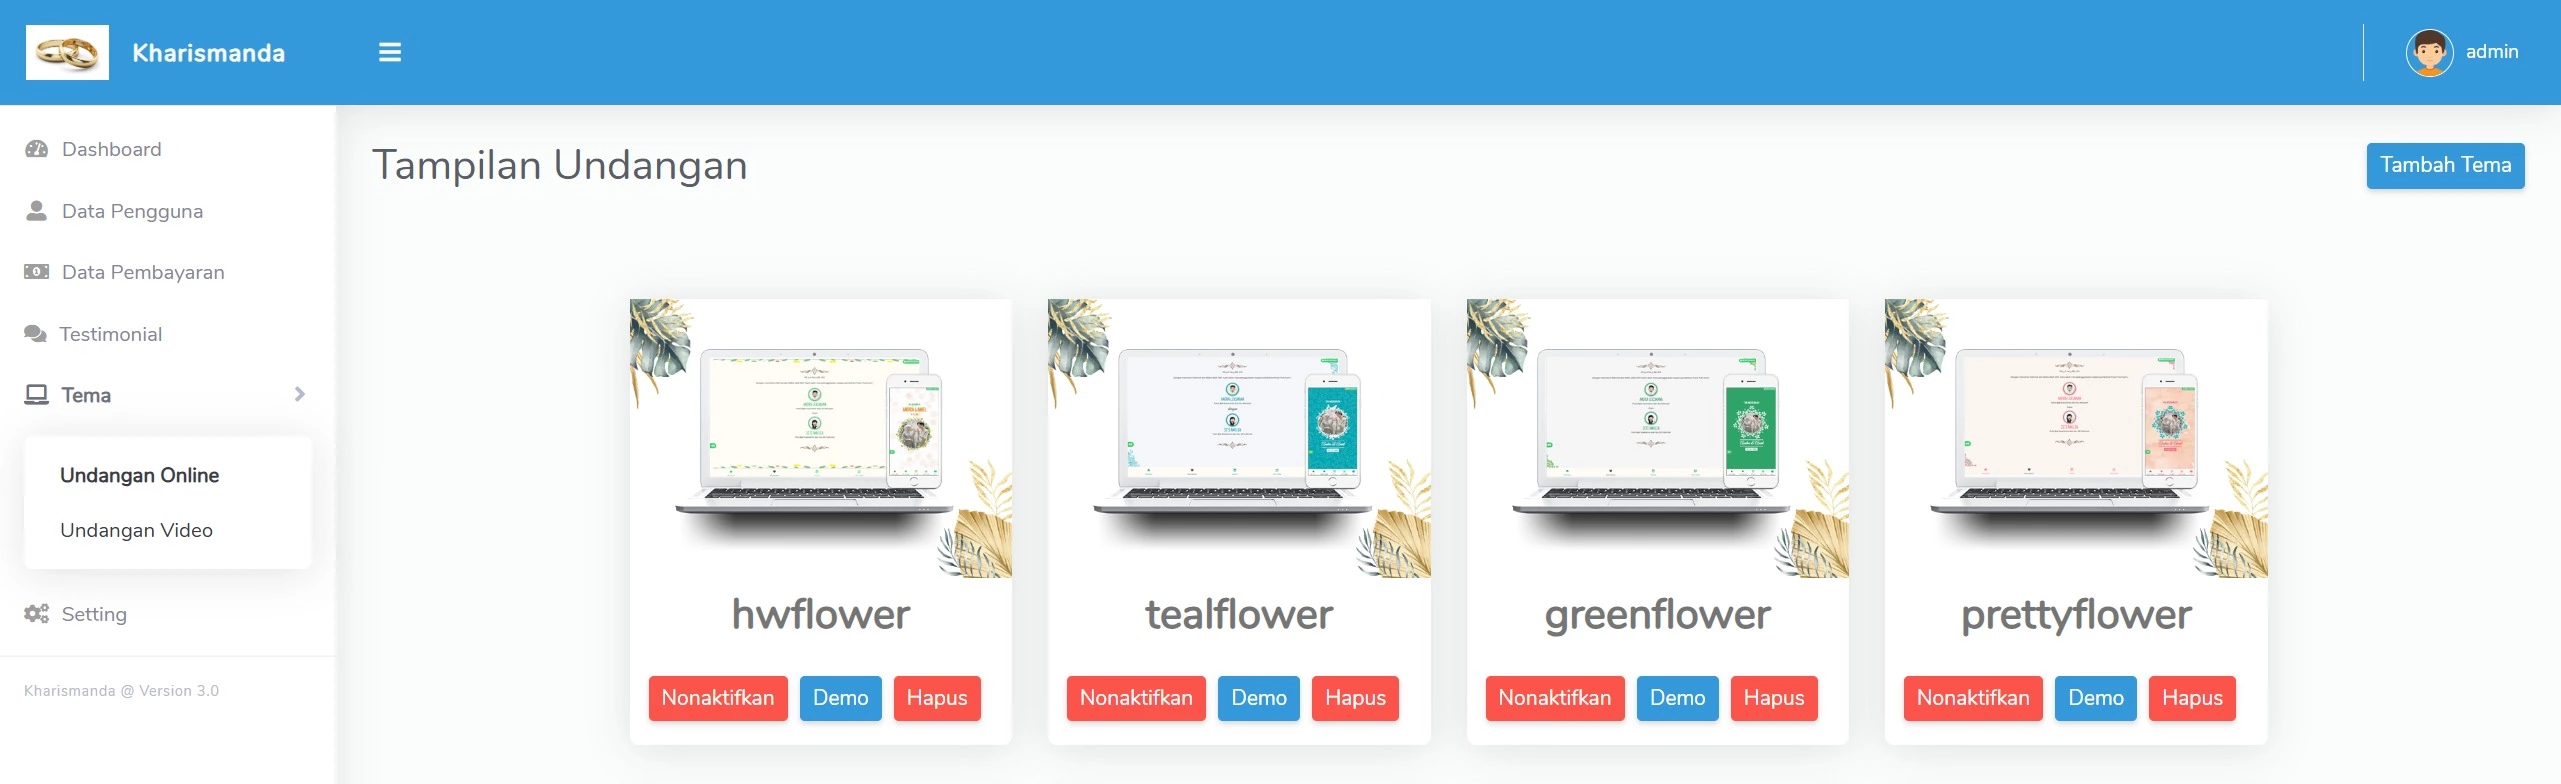 Kharismanda
admin
Dashboard
Data Pengguna
Data Pembayaran
Testimonial
Tema
Undangan Online
Undangan Video
Setting
Kharismanda @ Version 3.0
Tampilan Undangan
Tambah Tema
hwflower
Nonaktifkan Demo Hapus
tealflower
Nonaktifkan Demo Hapus
greenflower
Nonaktifkan Demo Hapus
prettyflower
Nonaktifkan Demo Hapus